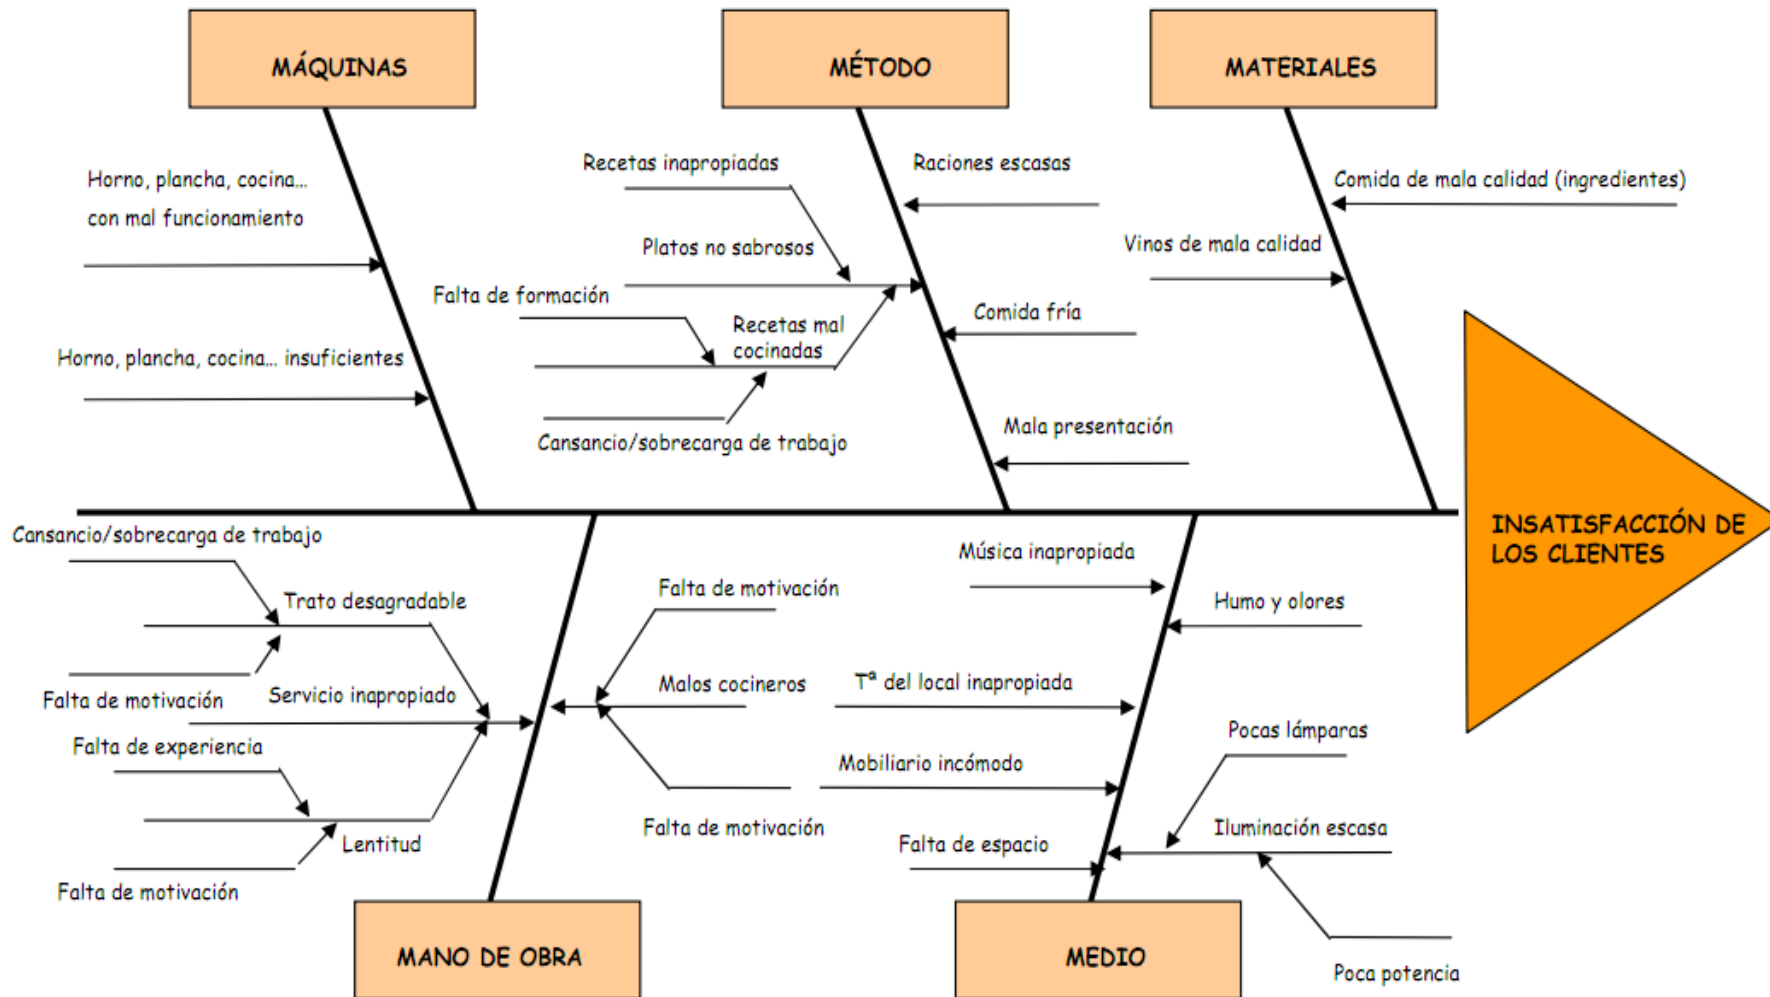 MÁQUINAS
MÉTODO
MATERIALES
Horno, plancha, cocina...
con mal funcionamiento
Horno, plancha, cocina... insuficientes
Recetas inapropiadas
Raciones escasas
Platos no sabrosos
Falta de formación
Recetas mal
cocinadas
Comida fría
Cansancio/sobrecarga de trabajo
Mala presentación
Comida de mala calidad (ingredientes)
Vinos de mala calidad
INSATISFACCIÓN DE
LOS CLIENTES
Cansancio/sobrecarga de trabajo
Trato desagradable
Falta de motivación
Servicio inapropiado
Falta de experiencia
Lentitud
Falta de motivación
Falta de motivación
Malos cocineros
Falta de motivación
Música inapropiada
Humo y olores
Tª del local inapropiada
Mobiliario incómodo
Pocas lámparas
Iluminación escasa
Falta de espacio
Poca potencia
MANO DE OBRA
MEDIO